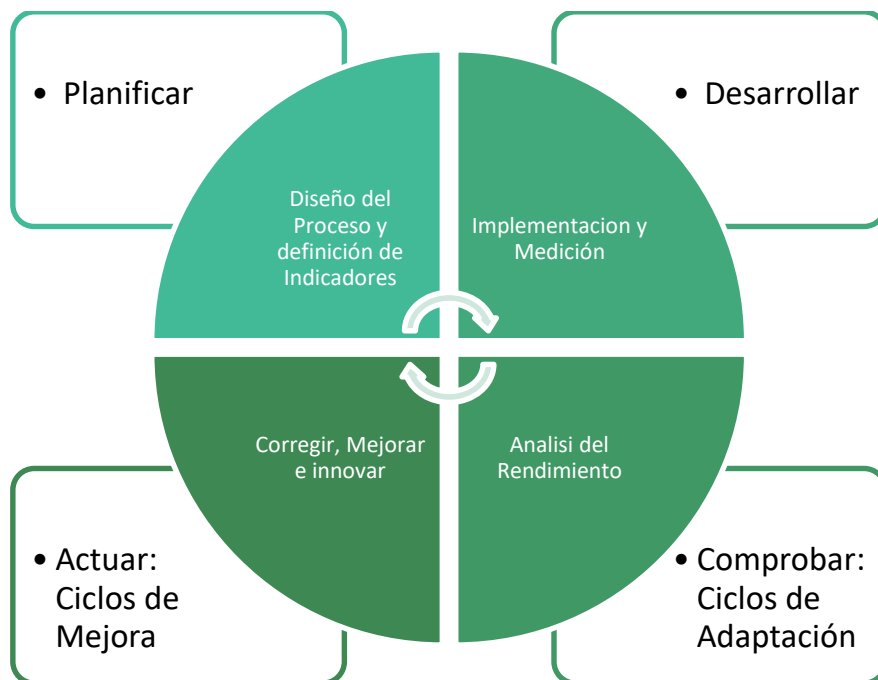 • Planificar
• Desarrollar
Diseño del
Proceso y
definición de
Indicadores
Implementacion y
Medición
Corregir, Mejorar
e innovar
Analisi del
Rendimiento
• Actuar:
Ciclos de
Mejora
• Comprobar:
Ciclos de
Adaptación